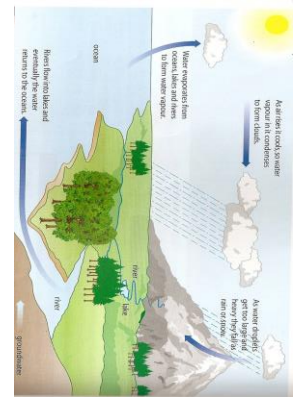 As air rises it cools, so water
vapour in it condenses
to form clouds.
As water droplets
get too large and
heavy they fall as
rain or snow.
Water evaporates from
oceans, lakes and rivers
to form water vapour.
ocean
river
lake
river
Rivers flow into lakes and
eventually the water
returns to the oceans.
groundwater